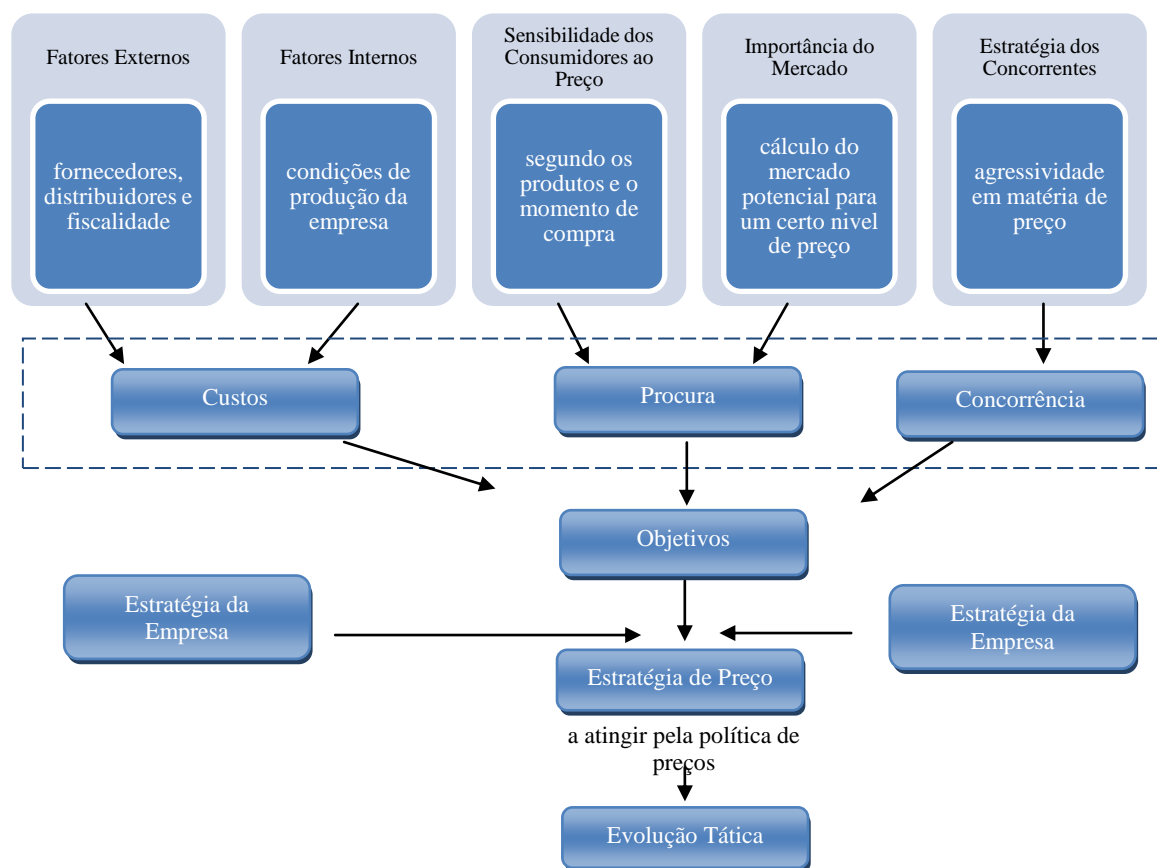 Fatores Externos
fornecedores,
distribuidores e
fiscalidade
Fatores Internos
condições de
produção da
empresa
Sensibilidade dos
Consumidores ao
Preço
segundo os
produtos e o
momento de
compra
Importância do
Mercado
cálculo do
mercado
potencial para
um certo nivel
de preço
Estratégia dos
Concorrentes
agressividade
em matéria de
preço
Custos
Procura
Concorrência
Objetivos
Estratégia da
Empresa
Estratégia da
Empresa
Estratégia de Preço
a atingir pela política de
preços
Evolução Tática